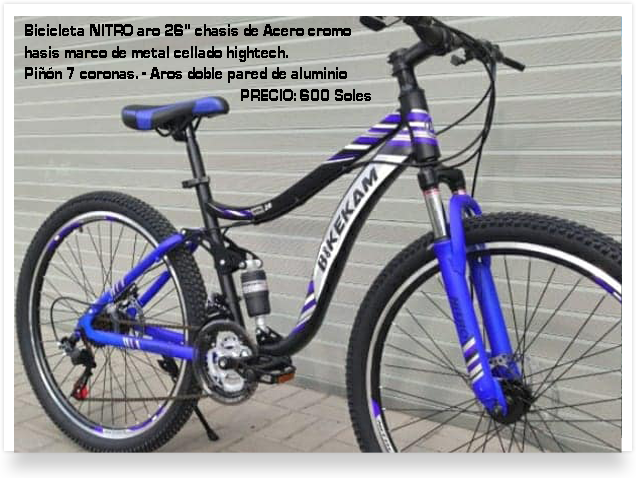 Bicicleta NITRO aro 26" chasis de Acero cromo
hasis marco de metal cellado hightech.
Piñón 7 coronas. - Aros doble pared de aluminio
PRECIO: 600 Soles
BIKEKAM